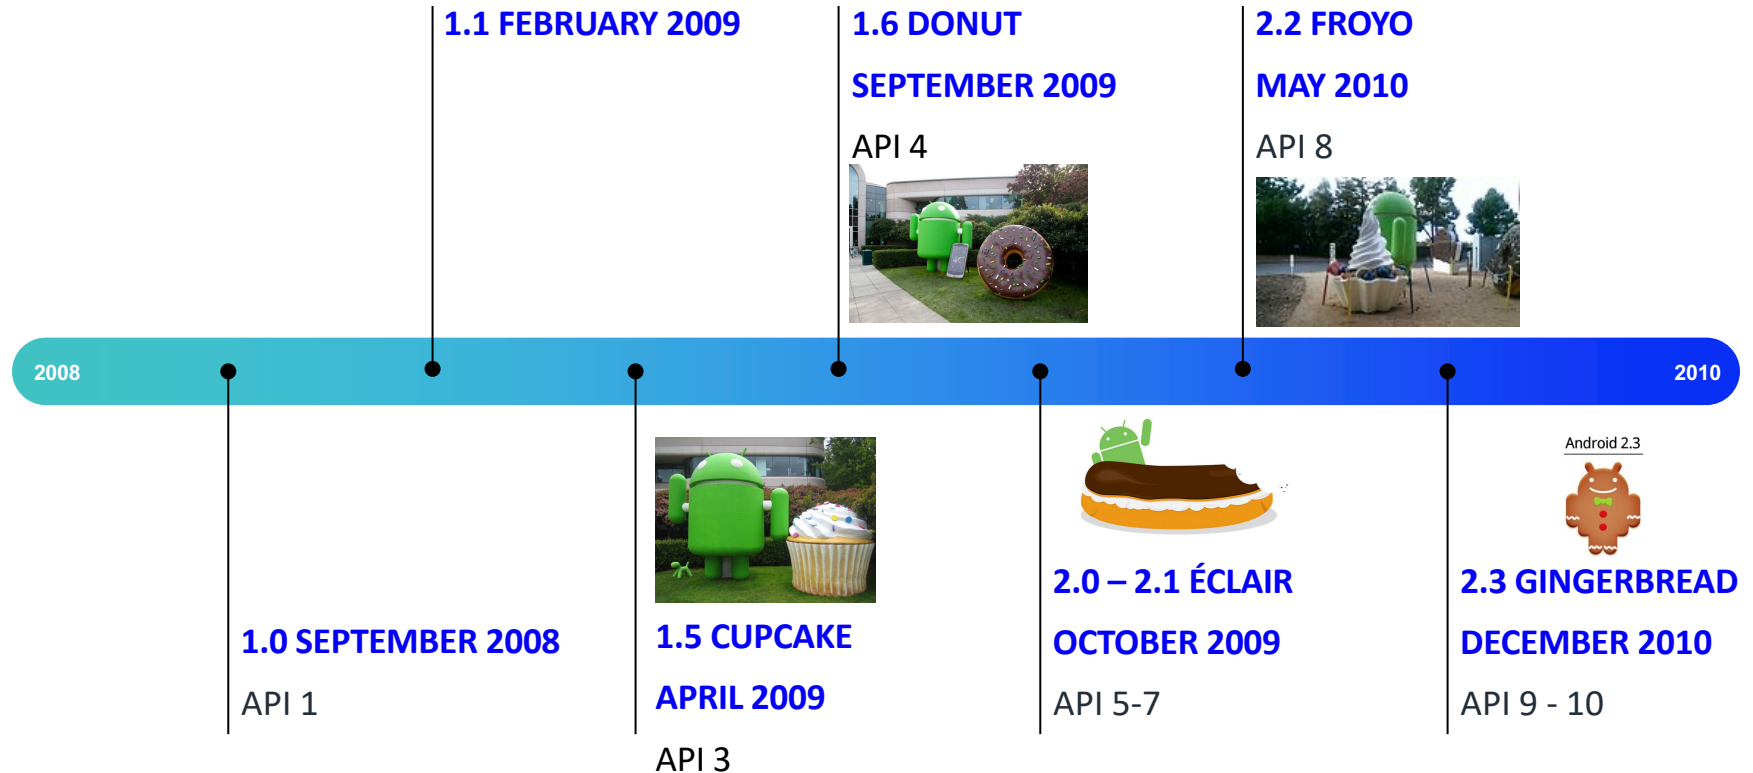 1.1 FEBRUARY 2009
1.6 DONUT
SEPTEMBER 2009
API 4
2.2 FROYO
MAY 2010
API 8
2008
2010
1.0 SEPTEMBER 2008
API 1
1.5 CUPCAKE
APRIL 2009
API 3
2.0 – 2.1 ÉCLAIR
OCTOBER 2009
API 5-7
Android 2.3
2.3 GINGERBREAD
DECEMBER 2010
API 9 - 10